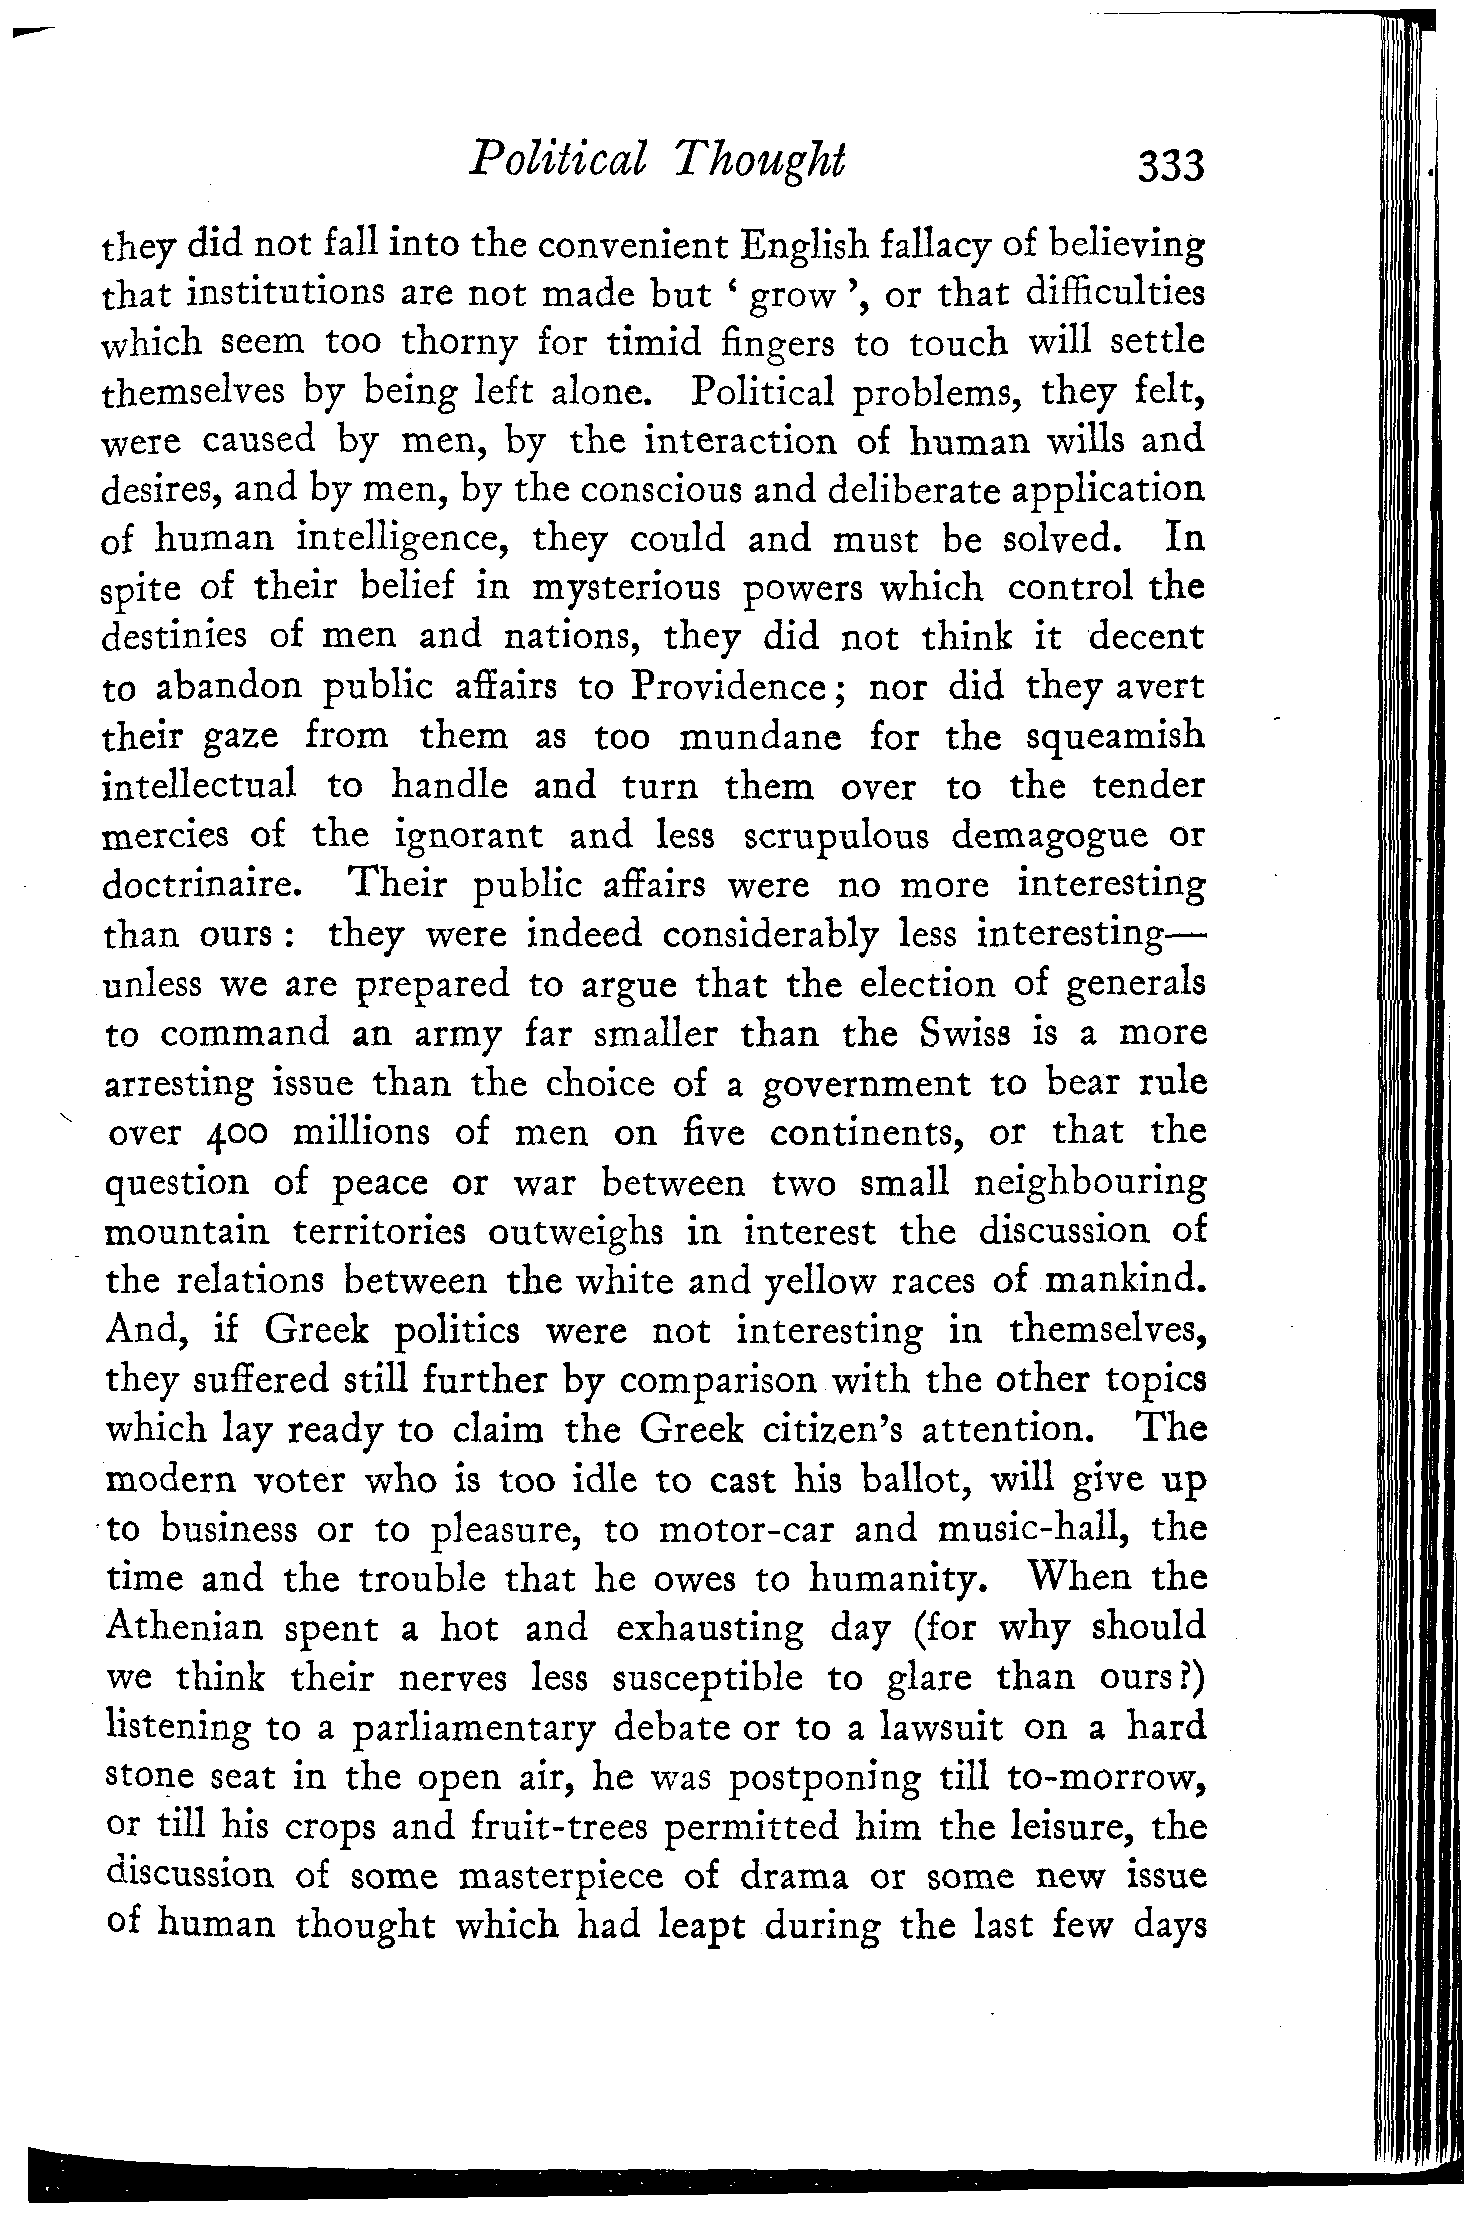 Political Thought 333
they did not fall into the convenient English fallacy of believing
that institutions are not made but ‘ grow ’, or that difficulties
which seem too thorny for timid fingers to touch will settle
themselves by being left alone. Political problems, they felt,
were caused by men, by the interaction of human wills and
desires, and by men, by the conscious and deliberate application
of human intelligence, they could and must be solved. In
spite of their belief in mysterious powers which control the
destinies of men and nations, they did not think it decent
to abandon public affairs to Providence; nor did they avert
their gaze from them as too mundane for the squeamish
intellectual to handle and turn them over to the tender
mercies of the ignorant and less scrupulous demagogue or
doctrinaire. Their public affairs were no more interesting
than ours : they were indeed considerably less interesting—
unless we are prepared to argue that the election of generals
to command an army far smaller than the Swiss is a more
arresting issue than the choice of a government to bear rule
over 400 millions of men on five continents, or that the
question of peace or war between two small neighbouring
mountain territories outweighs in interest the discussion of
the relations between the white and yellow races of mankind.
And, if Greek politics were not interesting in themselves,
they suffered still further by comparison with the other topics
which lay ready to claim the Greek citizen’s attention. The
modern voter who is too idle to cast his ballot, will give up
to business or to pleasure, to motor-car and music-hall, the
time and the trouble that he owes to humanity. When the
Athenian spent a hot and exhausting day (for why should
we think their nerves less susceptible to glare than ours?)
listening to a parliamentary debate or to a lawsuit on a hard
stone seat in the open air, he was postponing till to-morrow,
or till his crops and fruit-trees permitted him the leisure, the
discussion of some masterpiece of drama or some new issue
of human thought which had leapt during the last few days